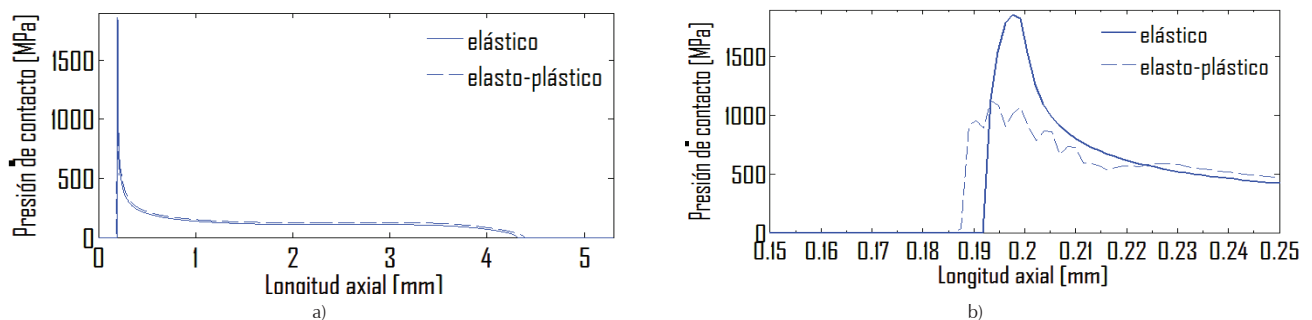 Presión de contacto [MPa]
1500
1000
500
0
elástico
elasto-plástico
0 1 2 3 4 5
Longitud axial [mm]
a)
Presión de contacto [MPa]
1500
1000
500
0
elástico
elasto-plástico
0.15 0.16 0.17 0.18 0.19 0.2 0.21 0.22 0.23 0.24 0.25
Longitud axial [mm]
b)